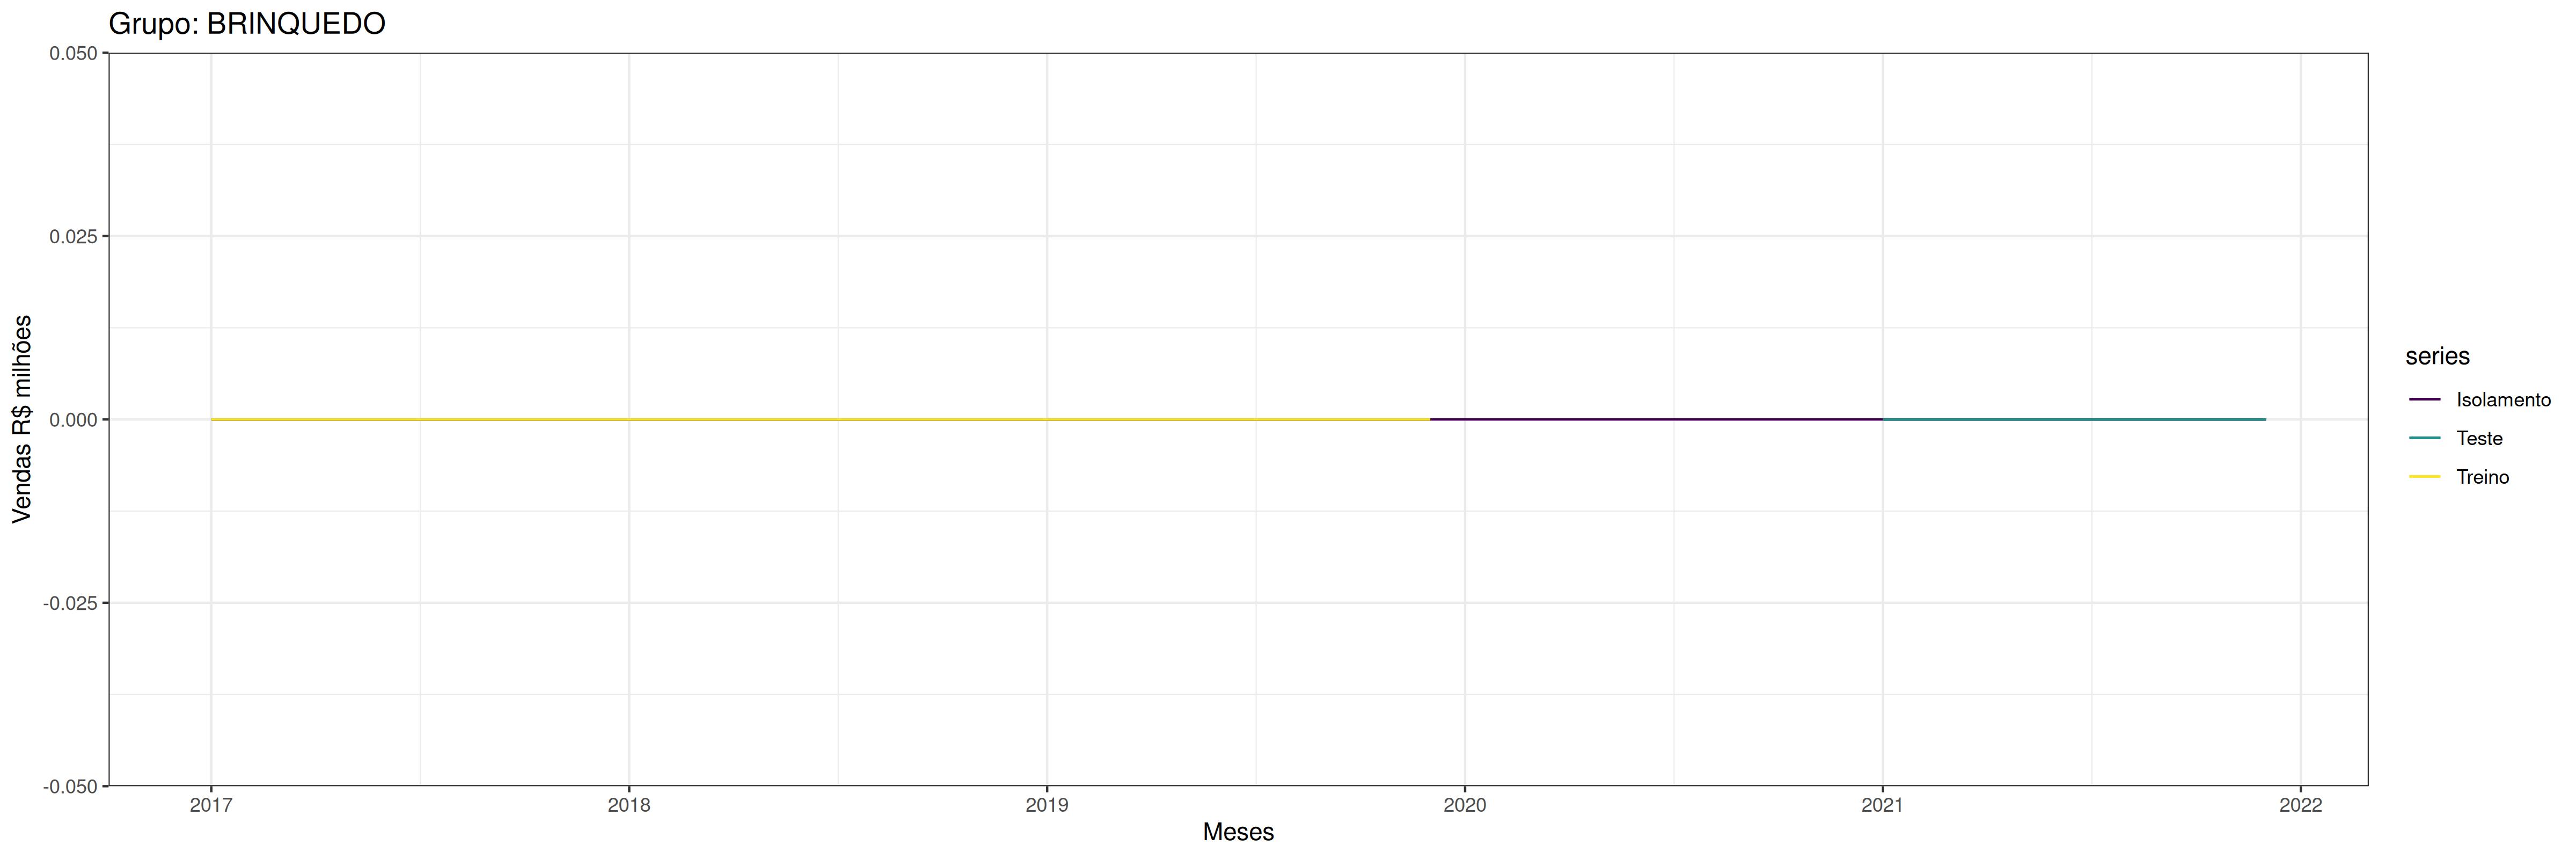 Grupo: BRINQUEDO
0.050
0.025
0.000
-0.025
-0.050
Vendas R$ milhões
2017
2018
2019
2020
2021
2022
Meses
series
Isolamento
Teste
Treino